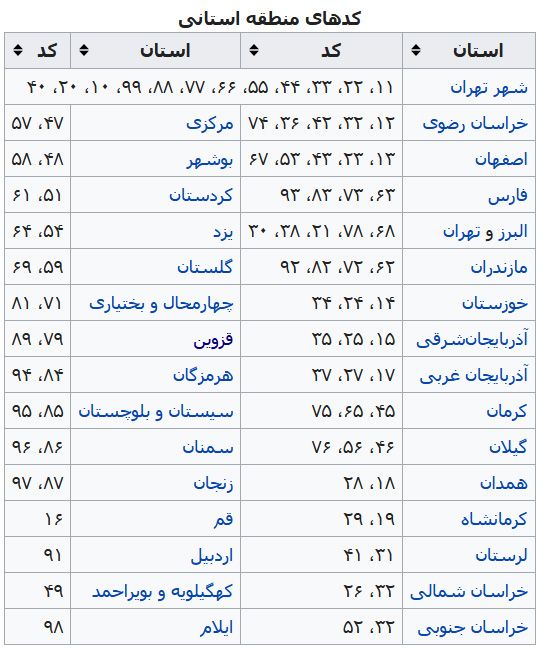 کدهای منطقه استانی
استان کد استان کد
شهر تهران ۱۱، ۲۲، ۳۳، ۴۴، ۵۵، ۶۶، ۷۷، ۸۸، ۹۹، ۱۰، ۲۰، ۴۰
خراسان رضوی ۱۲، ۳۲، ۴۲، ۳۶، ۷۴ مرکزی ۴۷، ۵۷
اصفهان ۱۳، ۲۳، ۴۳، ۵۳، ۶۷ بوشهر ۴۸، ۵۸
فارس ۶۳، ۷۳، ۸۳، ۹۳ کردستان ۵۱، ۶۱
البرز و تهران ۶۸، ۷۸، ۲۱، ۳۸، ۳۰ یزد ۵۴، ۶۴
مازندران ۶۲، ۷۲، ۸۲، ۹۲ گلستان ۵۹، ۶۹
خوزستان ۱۴، ۲۴، ۳۴ چهارمحال و بختیاری ۷۱، ۸۱
آذربایجان‌شرقی ۱۵، ۲۵، ۳۵ قزوین ۷۹، ۸۹
آذربایجان غربی ۱۷، ۲۷، ۳۷ هرمزگان ۸۴، ۹۴
کرمان ۴۵، ۶۵، ۷۵ سیستان و بلوچستان ۸۵، ۹۵
گیلان ۴۶، ۵۶، ۷۶ سمنان ۸۶، ۹۶
همدان ۱۸، ۲۸ زنجان ۸۷، ۹۷
کرمانشاه ۱۹، ۲۹ قم ۱۶
لرستان ۳۱، ۴۱ اردبیل ۹۱
خراسان شمالی ۳۲، ۲۶ کهگیلویه و بویراحمد ۴۹
خراسان جنوبی ۳۲، ۵۲ ایلام ۹۸